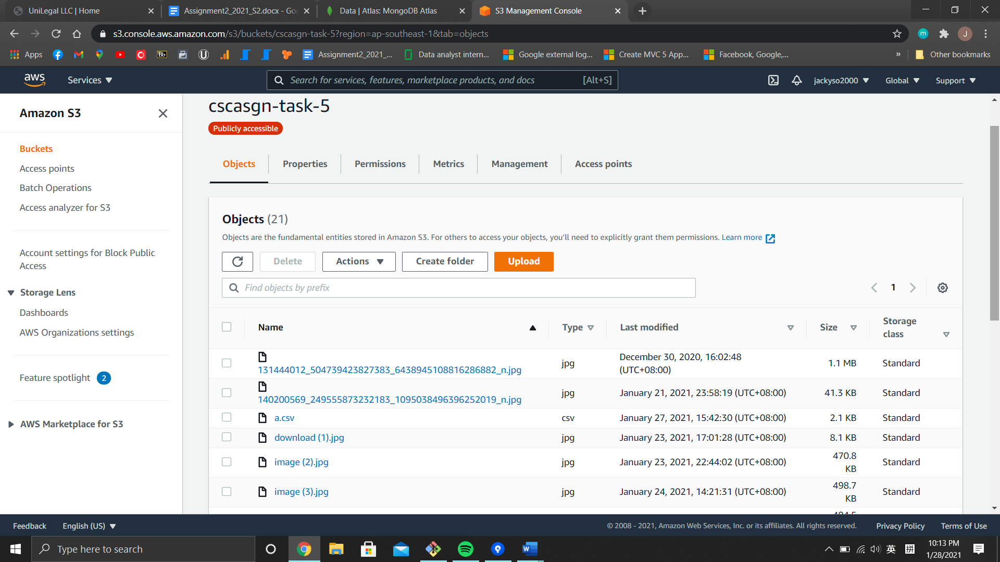 UniLegal LLC | Home
Assignment2_2021_S2.docx - Goo
Data | Atlas: MongoDB Atlas
S3 Management Console
s3.console.aws.amazon.com/s3/buckets/cscasgn-task-5?region=ap-southeast-1&tab=objects
m
J
Apps
Bb
Assignment2_2021_...
Data analyst intern...
Google external log...
Create MVC 5 App...
Facebook, Google,...
»
Other bookmarks
aws
Services
Search for services, features, marketplace products, and docs
[Alt+S]
jackyso2000
Global
Support
Amazon S3
Buckets
Access points
Batch Operations
Access analyzer for S3
Account settings for Block Public
Access
Storage Lens
Dashboards
AWS Organizations settings
Feature spotlight 2
AWS Marketplace for S3
cscasgn-task-5
Publicly accessible
Objects
Properties
Permissions
Metrics
Management
Access points
Objects (21)
Objects are the fundamental entities stored in Amazon S3. For others to access your objects, you'll need to explicitly grant them permissions. Learn more
Delete
Actions
Create folder
Upload
Find objects by prefix
1
Name
Type
Last modified
Size
Storage
class
131444012_504739423827383_6438945108816286882_n.jpg
jpg
December 30, 2020, 16:02:48
(UTC+08:00)
1.1 MB
Standard
140200569_249555873232183_1095038496396252019_n.jpg
jpg
January 21, 2021, 23:58:19 (UTC+08:00)
41.3 KB
Standard
a.csv
csv
January 27, 2021, 15:42:30 (UTC+08:00)
2.1 KB
Standard
download (1).jpg
jpg
January 23, 2021, 17:01:28 (UTC+08:00)
8.1 KB
Standard
image (2).jpg
jpg
January 23, 2021, 22:44:02 (UTC+08:00)
470.8
KB
Standard
image (3).jpg
jpg
January 24, 2021, 14:21:31 (UTC+08:00)
498.7
KB
Standard
Feedback
English (US)
© 2008 - 2021, Amazon Web Services, Inc. or its affiliates. All rights reserved.
Privacy Policy
Terms of Use
Type here to search
W
英
拼
10:13 PM
1/28/2021